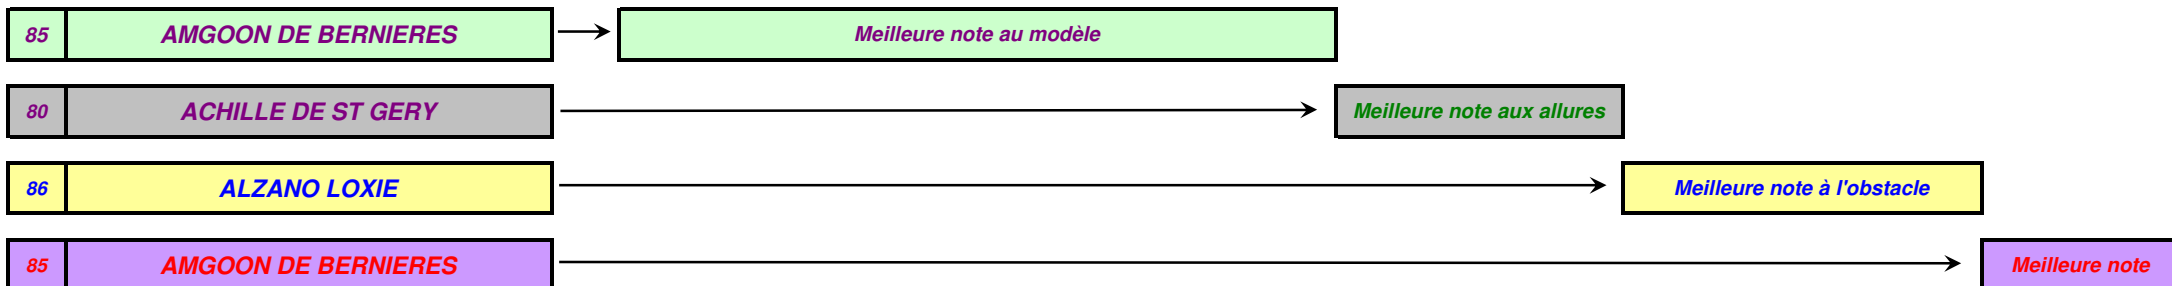 85 AMGOON DE BERNIERES Meilleure note au modèle
80 ACHILLE DE ST GERY Meilleure note aux allures
86 ALZANO LOXIE Meilleure note à l'obstacle
85 AMGOON DE BERNIERES Meilleure note